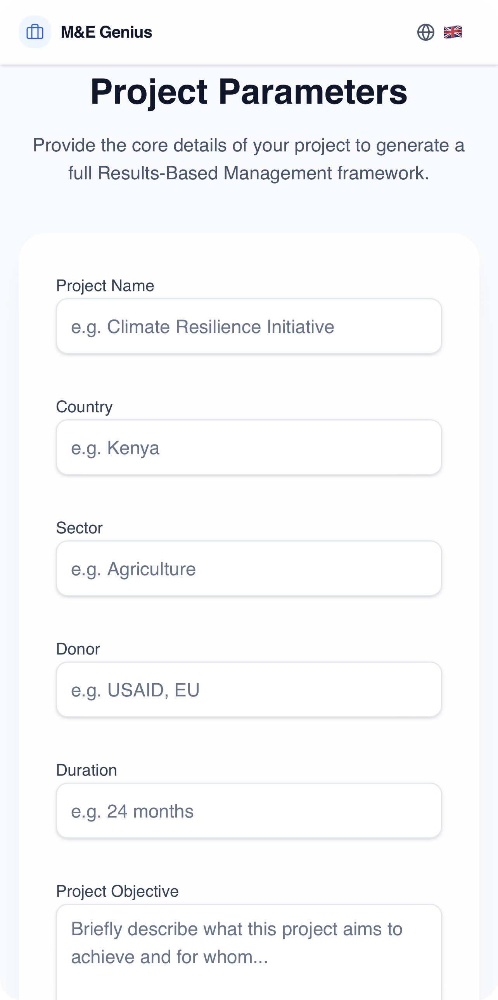 M&E Genius
Project Parameters
Provide the core details of your project to generate a
full Results-Based Management framework.
Project Name
e.g. Climate Resilience Initiative
Country
e.g. Kenya
Sector
e.g. Agriculture
Donor
e.g. USAID, EU
Duration
e.g. 24 months
Project Objective
Briefly describe what this project aims to
achieve and for whom...